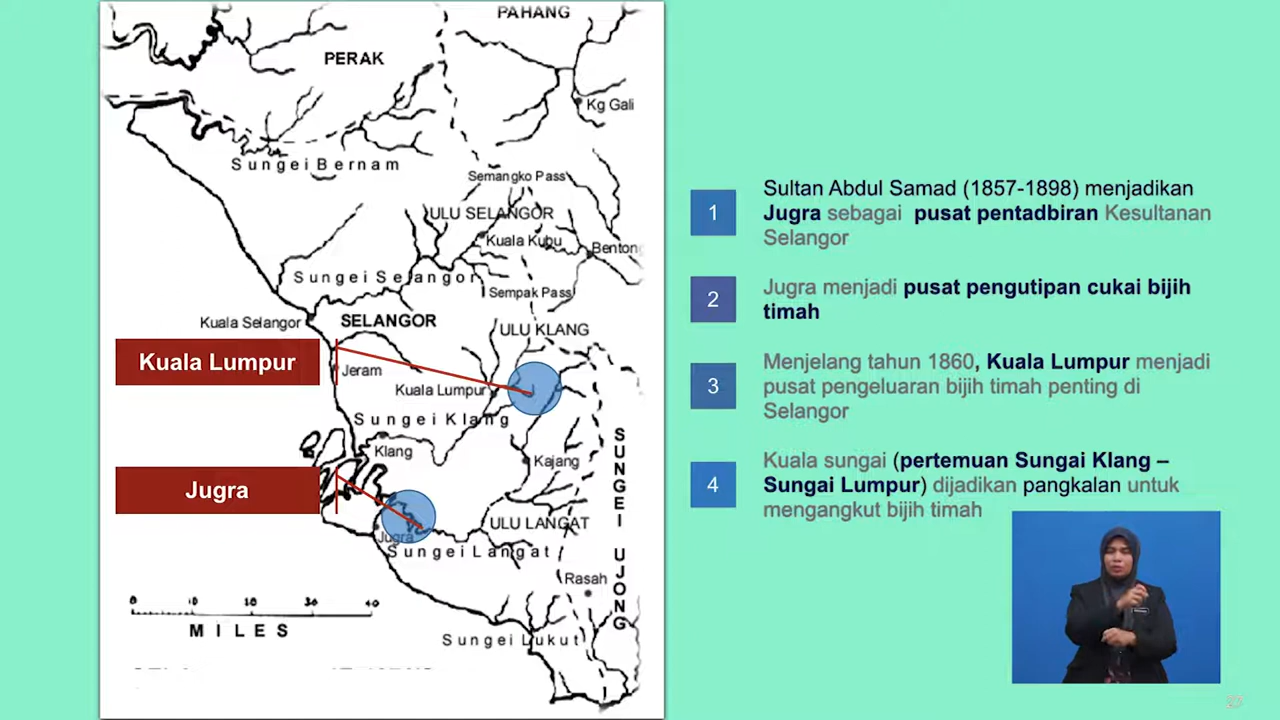 PAHANG
PERAK
Kg Gali
Sungei Bernam
Semangko Pass
ULU SELANGOR
Kuala Kubu
Bentong
Sungei Selangor
Sempak Pass
Kuala Selangor
SELANGOR
ULU KLANG
Kuala Lumpur
Jeram
Kuala Lumpur
Sungei Klang
Klang
Kajang
Jugra
ULU LANGAT
Jugra
Sungei Langat
SUNGEI UJONG
Rasah
0 10 20 30 40
MILES
Sungei Lukut
1
Sultan Abdul Samad (1857-1898) menjadikan
Jugra sebagai pusat pentadbiran Kesultanan
Selangor
2
Jugra menjadi pusat pengutipan cukai bijih
timah
3
Menjelang tahun 1860, Kuala Lumpur menjadi
pusat pengeluaran bijih timah penting di
Selangor
4
Kuala sungai (pertemuan Sungai Klang –
Sungai Lumpur) dijadikan pangkalan untuk
mengangkut bijih timah